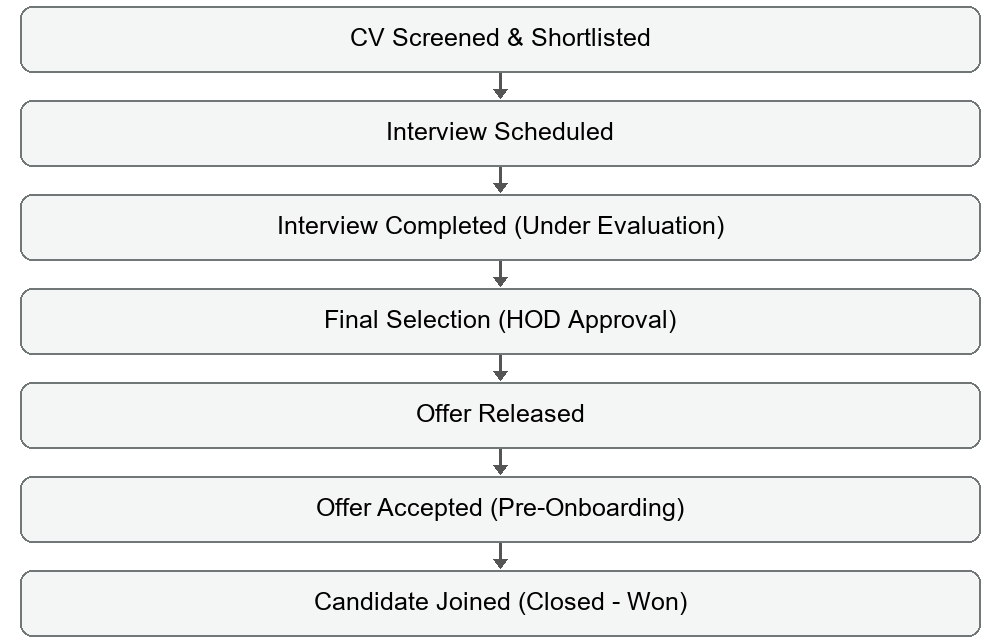 CV Screened & Shortlisted
Interview Scheduled
Interview Completed (Under Evaluation)
Final Selection (HOD Approval)
Offer Released
Offer Accepted (Pre-Onboarding)
Candidate Joined (Closed - Won)